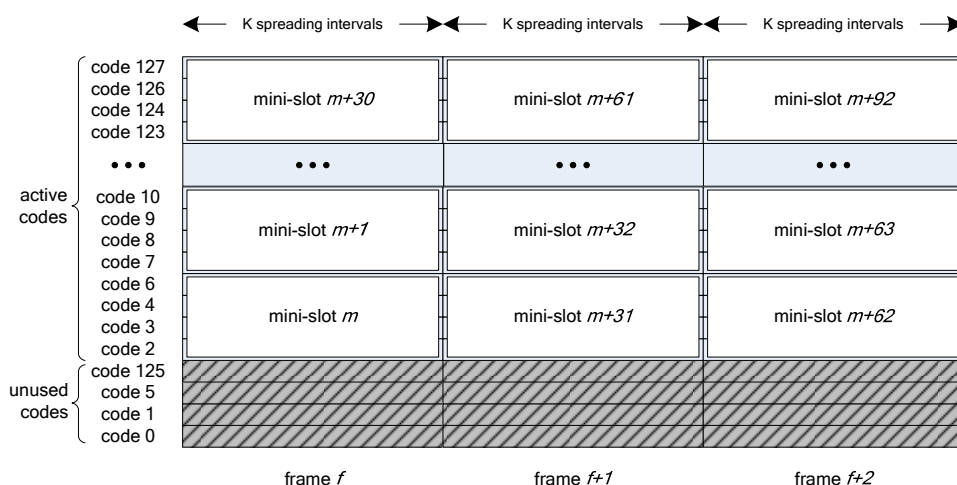 K spreading intervals K spreading intervals K spreading intervals
code 127
code 126
code 124
code 123
mini-slot m+30 mini-slot m+61 mini-slot m+92
••• ••• ••• •••
active
codes
code 10
code 9
code 8
code 7
mini-slot m+1 mini-slot m+32 mini-slot m+63
code 6
code 4
code 3
code 2
mini-slot m mini-slot m+31 mini-slot m+62
unused
codes
code 125
code 5
code 1
code 0
frame f frame f+1 frame f+2